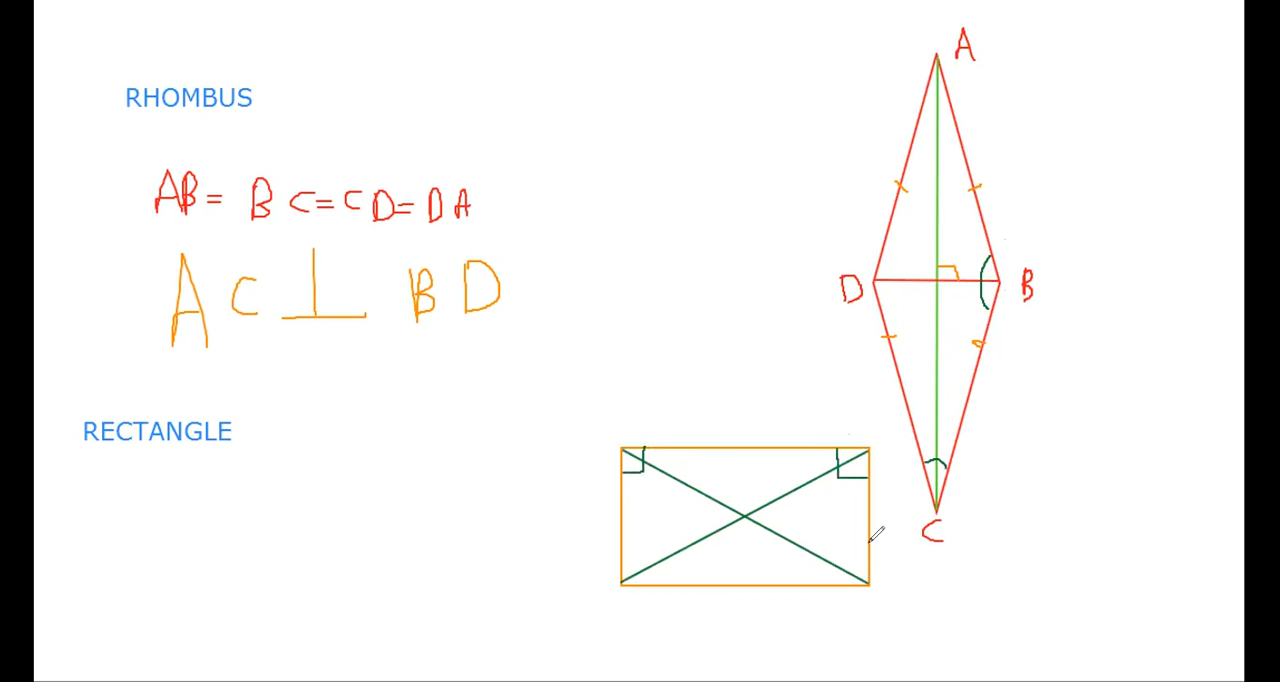 RHOMBUS
AB = BC = CD = DA
AC ⊥ BD
RECTANGLE
A
D
B
C